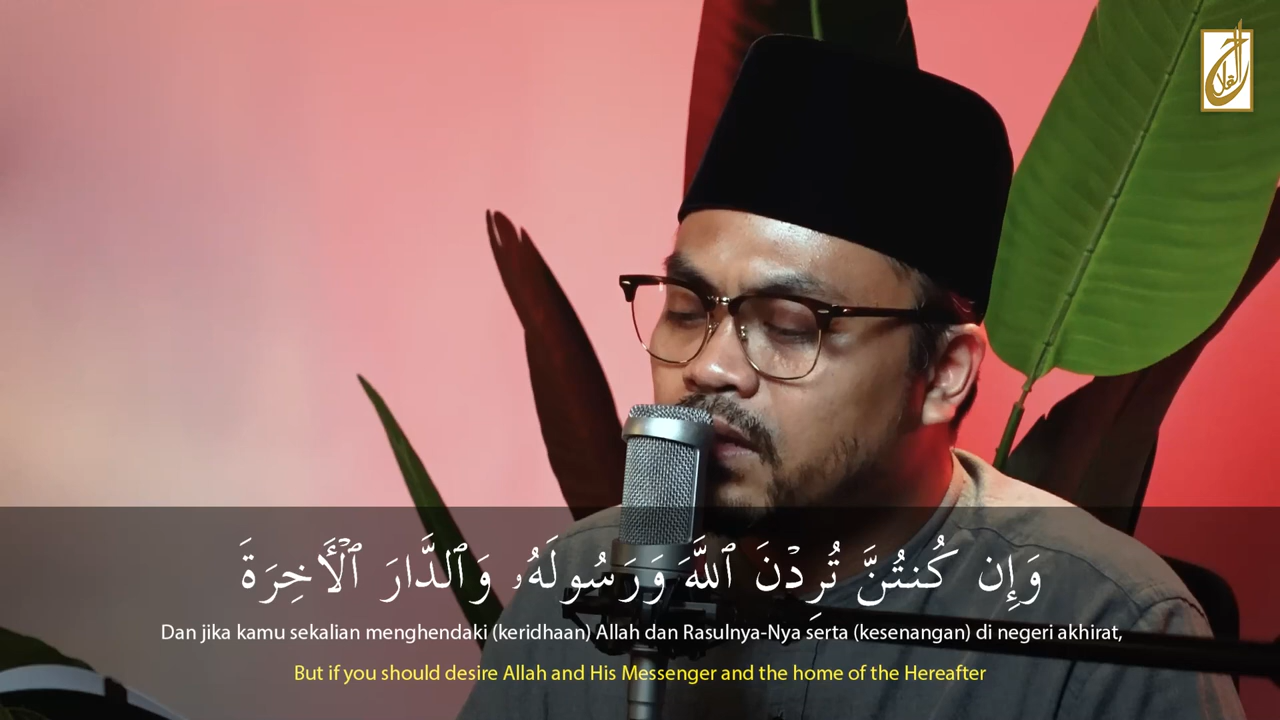 وَإِن كُنتُنَّ تُرِدْنَ ٱللَّهَ وَرَسُولَهُۥ وَٱلدَّارَ ٱلْأَخِرَةَ
Dan jika kamu sekalian menghendaki (keridhaan) Allah dan Rasulnya-Nya serta (kesenangan) di negeri akhirat,
But if you should desire Allah and His Messenger and the home of the Hereafter